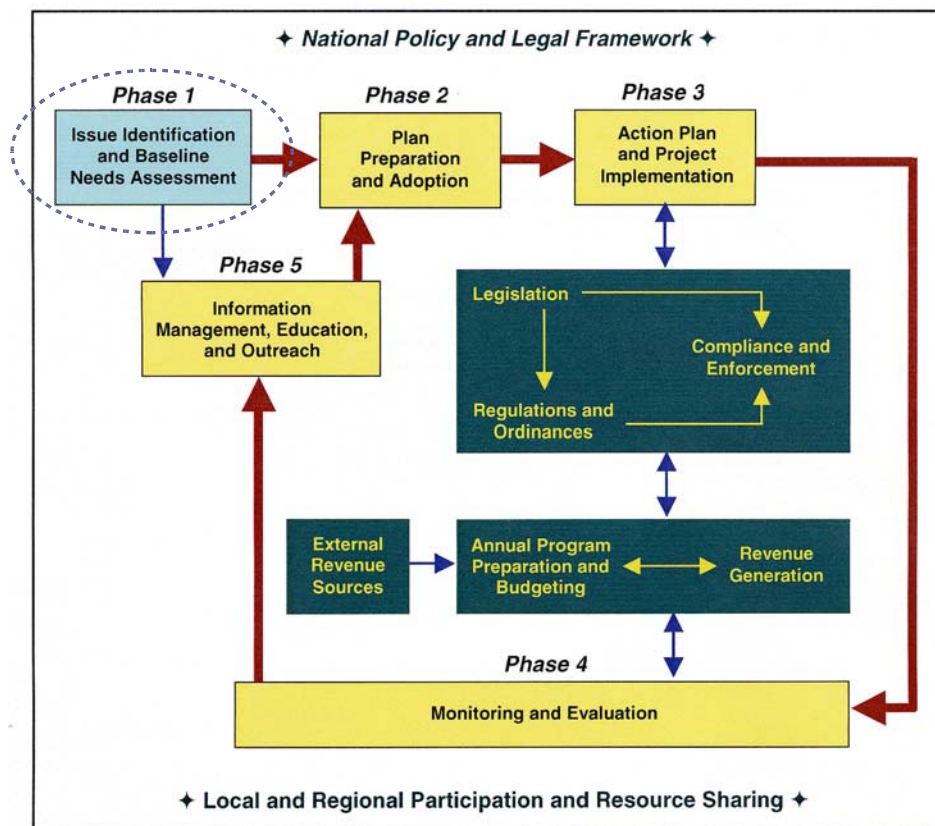 ✦ National Policy and Legal Framework ✦
Phase 1
Issue Identification
and Baseline
Needs Assessment
Phase 2
Plan
Preparation
and Adoption
Phase 3
Action Plan
and Project
Implementation
Phase 5
Information
Management, Education,
and Outreach
Legislation
Compliance and
Enforcement
Regulations and
Ordinances
External
Revenue
Sources
Annual Program
Preparation and
Budgeting
Revenue
Generation
Phase 4
Monitoring and Evaluation
✦ Local and Regional Participation and Resource Sharing ✦